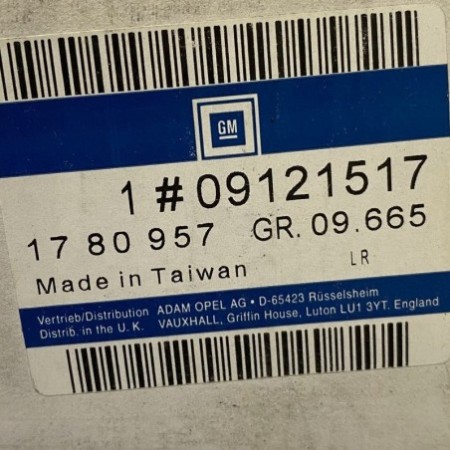 GM
1 # 09121517
17 80 957 GR. 09.665
Made in Taiwan LR
Vertrieb/Distribution ADAM OPEL AG • D-65423 Rüsselsheim
Distrib. in the U. K. VAUXHALL, Griffin House, Luton LU1 3YT. England